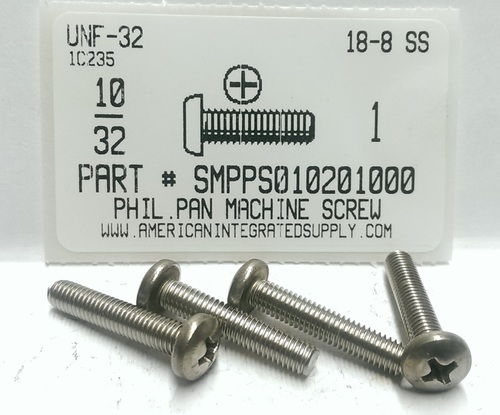 UNF-32 18-8 SS
1C235
10
32
1
PART # SMPPS010201000
PHIL.PAN MACHINE SCREW
WWW.AMERICANINTEGRATEDSUPPLY.COM